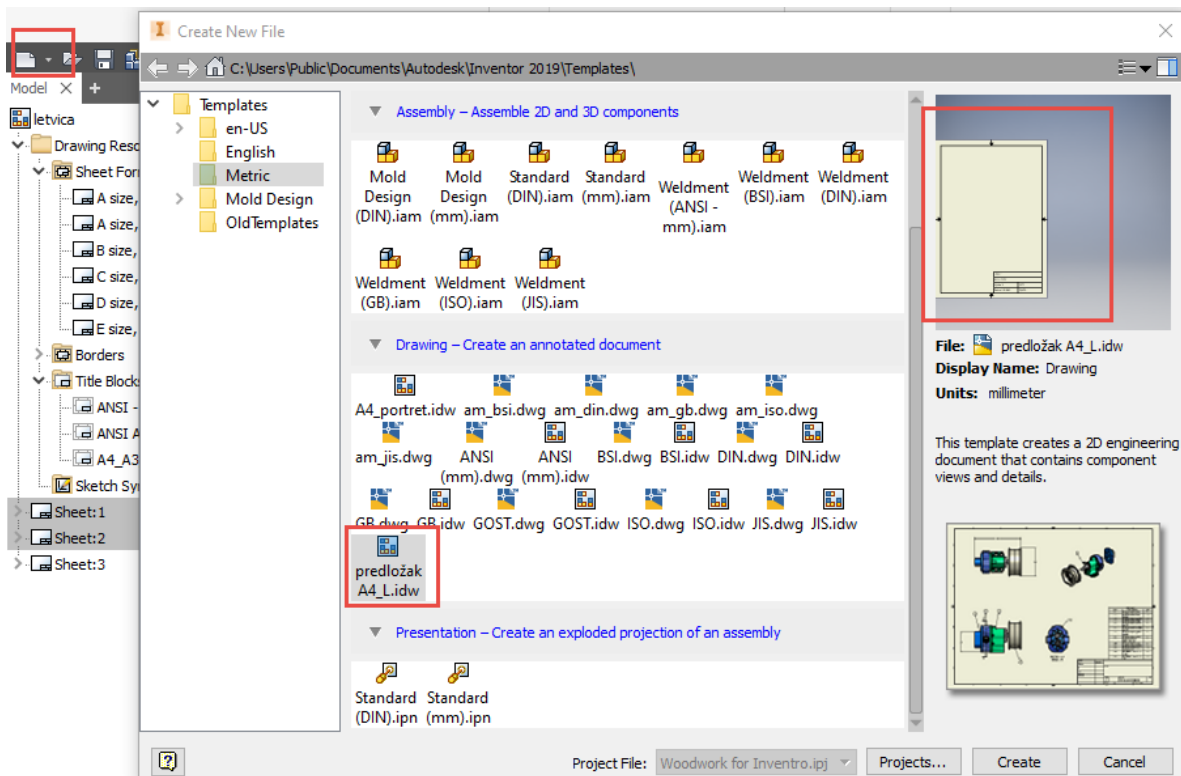 Create New File
C:\Users\Public\Documents\Autodesk\Inventor 2019\Templates\
Model
letvica
Drawing Reso
Sheet For
A size,
A size,
B size,
C size,
D size,
E size,
Borders
Title Block
ANSI -
ANSI A
A4_A3
Sketch Sy
Sheet:1
Sheet:2
Sheet:3
Templates
en-US
English
Metric
Mold Design
OldTemplates
Assembly – Assemble 2D and 3D components
Mold Design (DIN).iam
Mold Design (mm).iam
Standard (DIN).iam
Standard (mm).iam
Weldment (ANSI - mm).iam
Weldment (BSI).iam
Weldment (DIN).iam
Weldment (GB).iam
Weldment (ISO).iam
Weldment (JIS).iam
Drawing – Create an annotated document
A4_portret.idw am_bsi.dwg am_din.dwg am_gb.dwg am_iso.dwg
am_jis.dwg ANSI (mm).dwg ANSI (mm).idw BSI.dwg BSI.idw DIN.dwg DIN.idw
GB.dwg GB.idw GOST.dwg GOST.idw ISO.dwg ISO.idw JIS.dwg JIS.idw
predložak
A4_L.idw
Presentation – Create an exploded projection of an assembly
Standard (DIN).ipn
Standard (mm).ipn
File: predložak A4_L.idw
Display Name: Drawing
Units: millimeter
This template creates a 2D engineering
document that contains component
views and details.
Project File: Woodwork for Inventro.ipj
Projects...
Create
Cancel